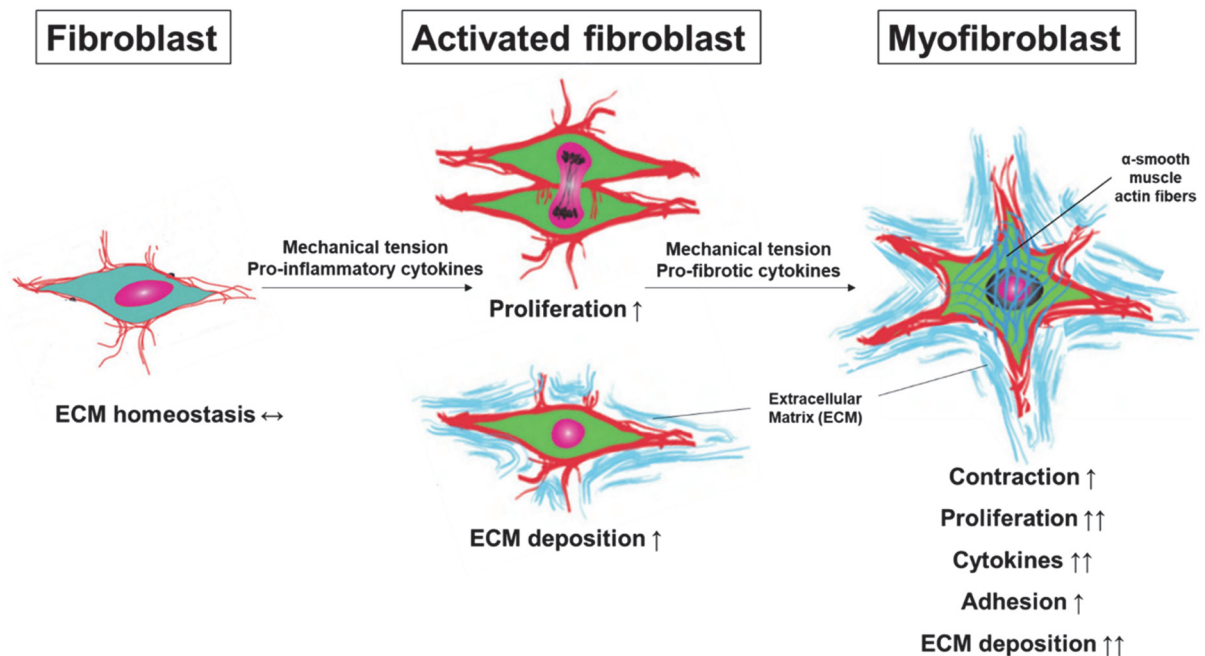 Fibroblast
Activated fibroblast
Myofibroblast
α-smooth
muscle
actin fibers
Mechanical tension
Pro-inflammatory cytokines
Mechanical tension
Pro-fibrotic cytokines
Proliferation ↑
ECM homeostasis ↔
Extracellular
Matrix (ECM)
ECM deposition ↑
Contraction ↑
Proliferation ↑↑
Cytokines ↑↑
Adhesion ↑
ECM deposition ↑↑